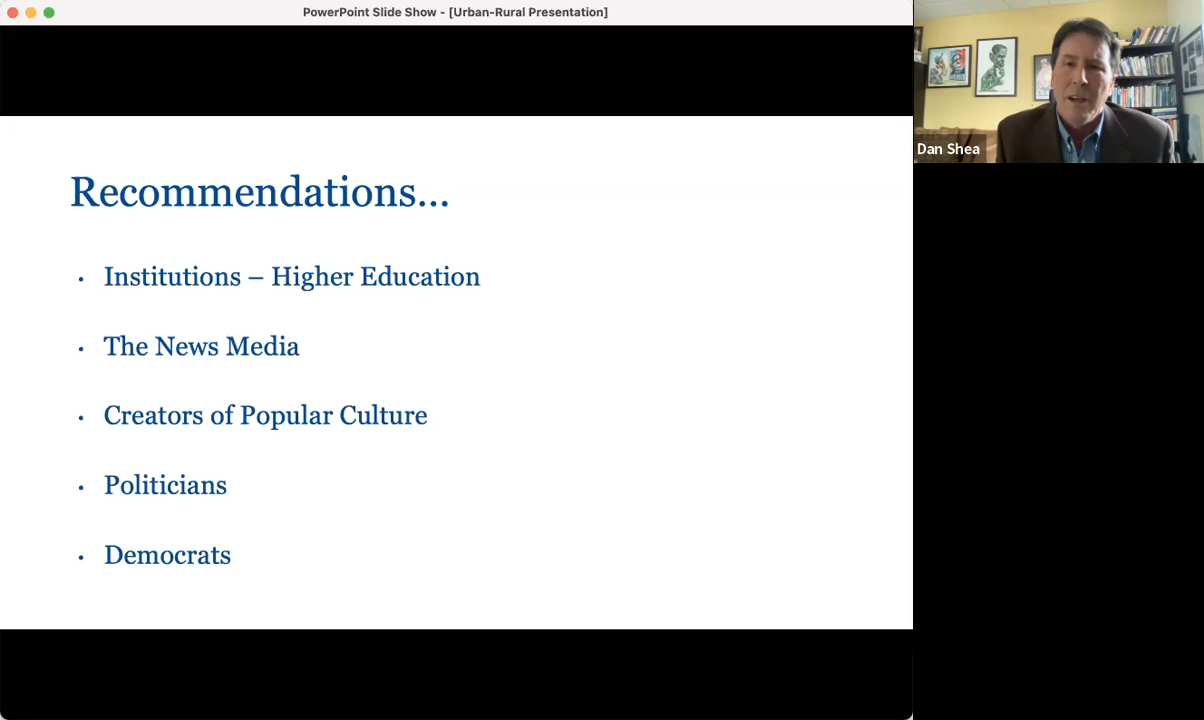 PowerPoint Slide Show - [Urban-Rural Presentation]
Dan Shea
Recommendations...
• Institutions – Higher Education
• The News Media
• Creators of Popular Culture
• Politicians
• Democrats